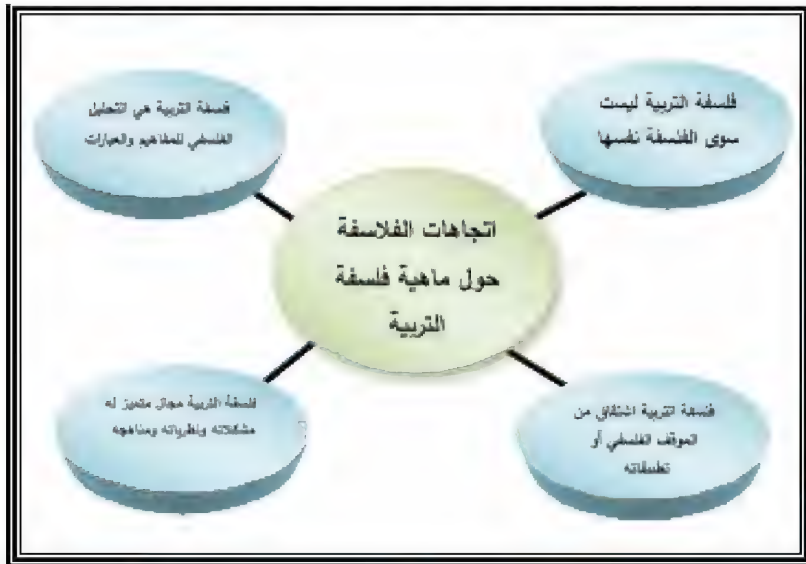 فلسفة التربية ليست
سوى الفلسفة نفسها
فلسفة التربية هي التحليل
الفلسفي للمفاهيم والعبارات
اتجاهات الفلاسفة
حول ماهية فلسفة
التربية
فلسفة التربية اشتقاق من
الموقف الفلسفي أو
تطبيقاته
فلسفة التربية مجال متميز له
مشكلاته ونظرياته ومناهجه